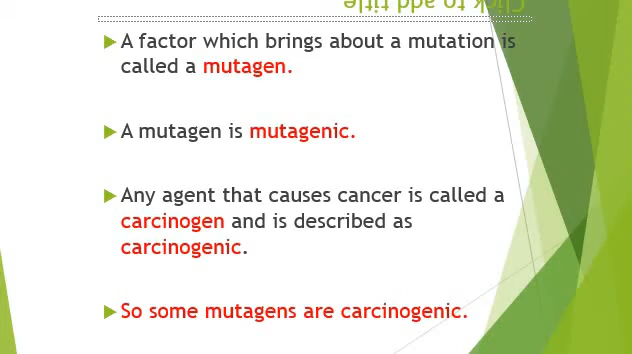 Click to add title
A factor which brings about a mutation is
called a mutagen.
A mutagen is mutagenic.
Any agent that causes cancer is called a
carcinogen and is described as
carcinogenic.
So some mutagens are carcinogenic.